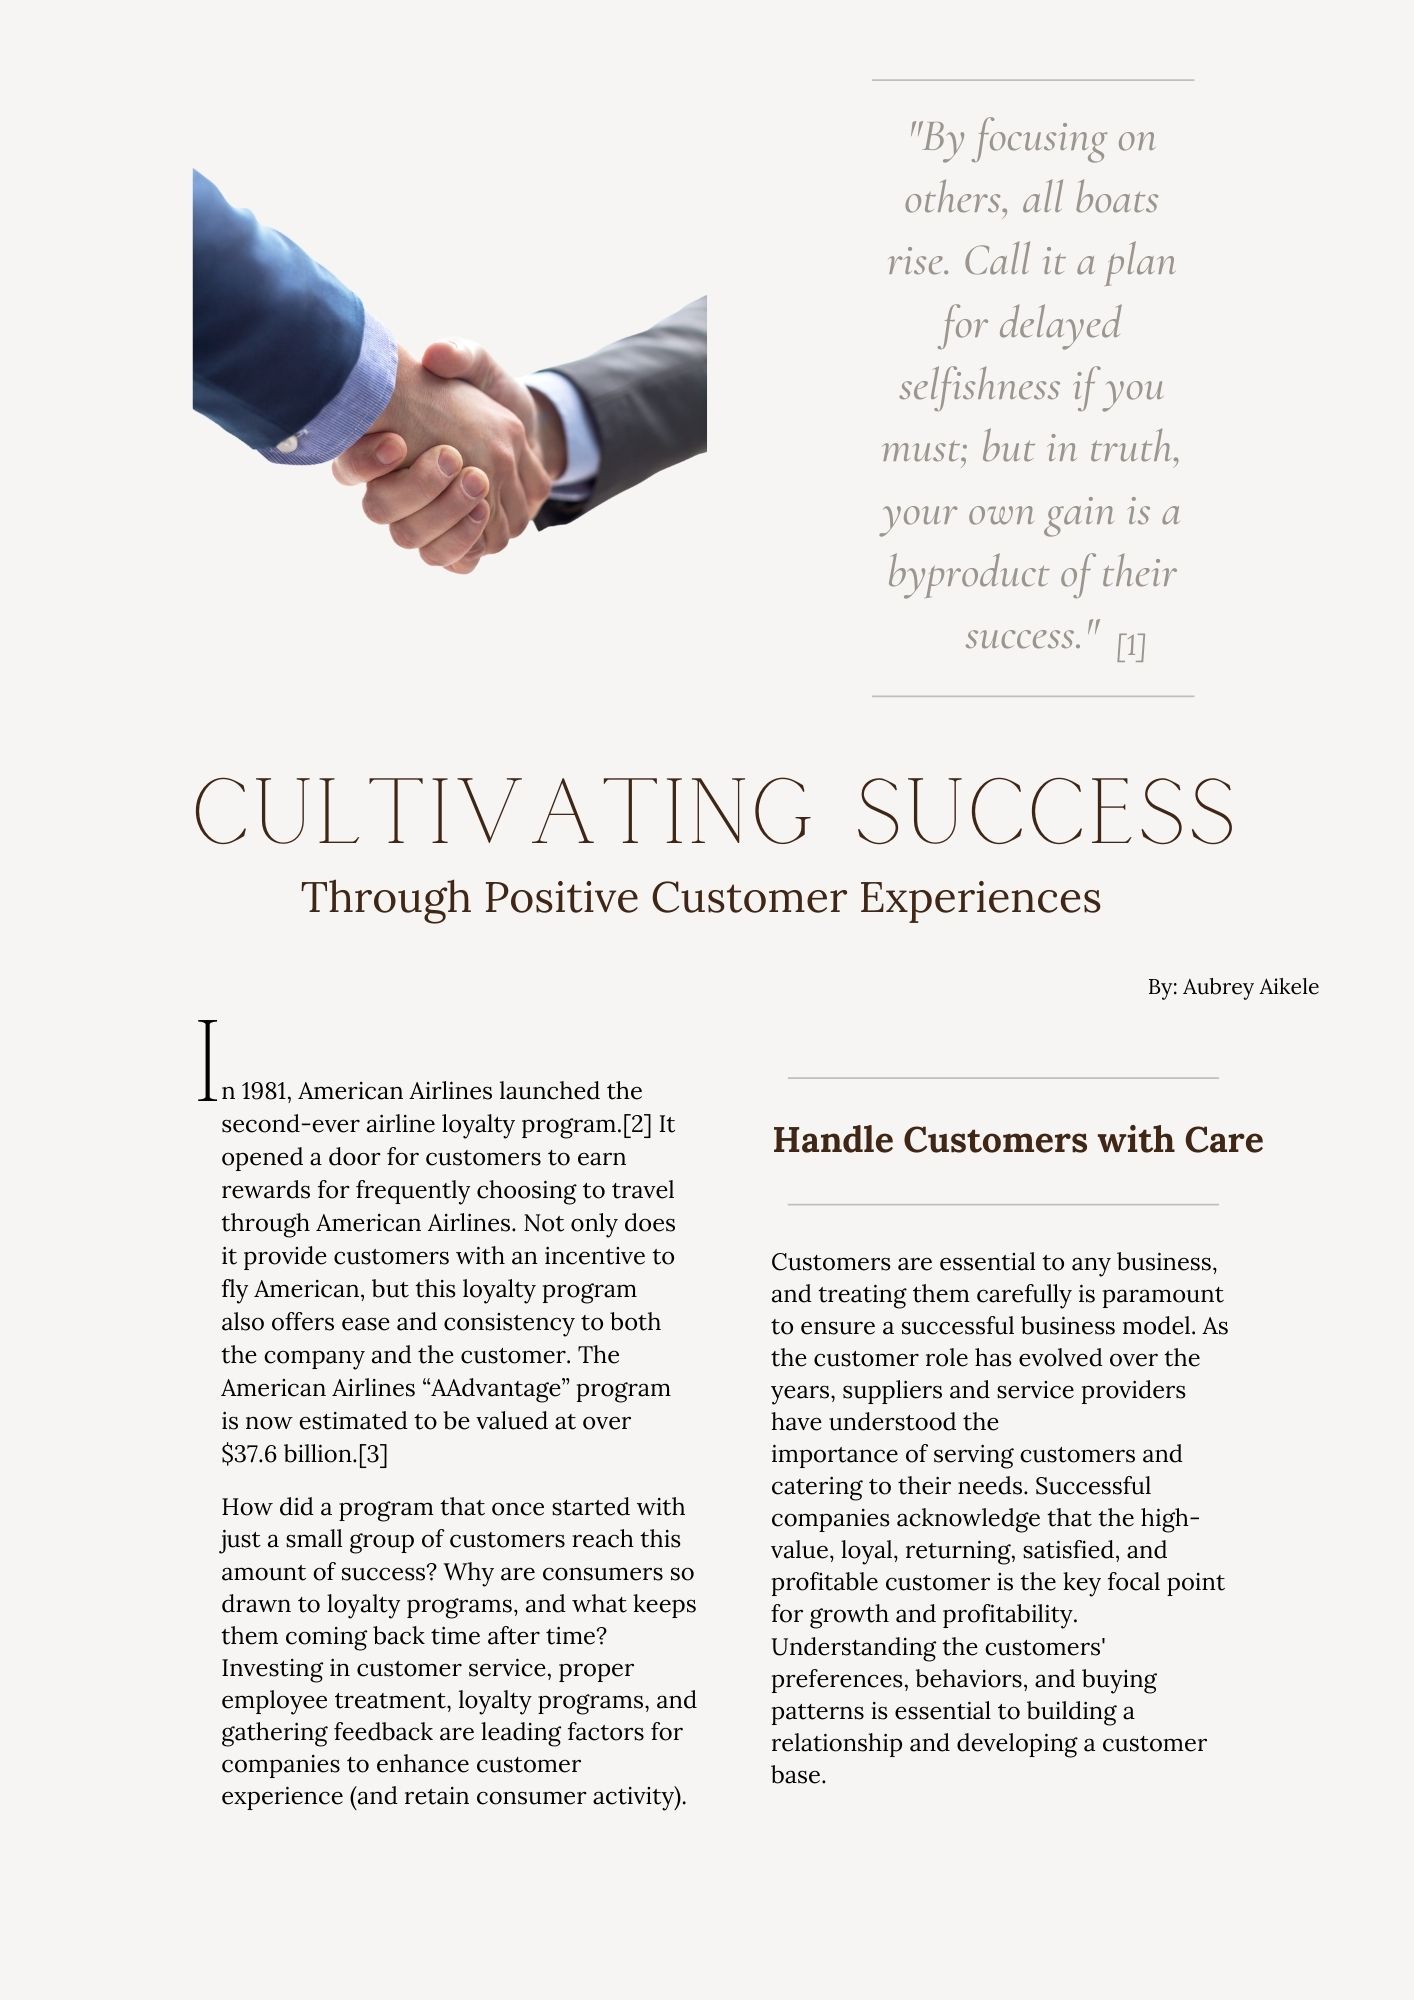 "By focusing on
others, all boats
rise. Call it a plan
for delayed
selfishness if you
must; but in truth,
your own gain is a
byproduct of their
success." [1]
CULTIVATING SUCCESS
Through Positive Customer Experiences
By: Aubrey Aikele
In 1981, American Airlines launched the
second-ever airline loyalty program.[2] It
opened a door for customers to earn
rewards for frequently choosing to travel
through American Airlines. Not only does
it provide customers with an incentive to
fly American, but this loyalty program
also offers ease and consistency to both
the company and the customer. The
American Airlines “AAdvantage” program
is now estimated to be valued at over
$37.6 billion.[3]
How did a program that once started with
just a small group of customers reach this
amount of success? Why are consumers so
drawn to loyalty programs, and what keeps
them coming back time after time?
Investing in customer service, proper
employee treatment, loyalty programs, and
gathering feedback are leading factors for
companies to enhance customer
experience (and retain consumer activity).
Handle Customers with Care
Customers are essential to any business,
and treating them carefully is paramount
to ensure a successful business model. As
the customer role has evolved over the
years, suppliers and service providers
have understood the
importance of serving customers and
catering to their needs. Successful
companies acknowledge that the high-
value, loyal, returning, satisfied, and
profitable customer is the key focal point
for growth and profitability.
Understanding the customers'
preferences, behaviors, and buying
patterns is essential to building a
relationship and developing a customer
base.